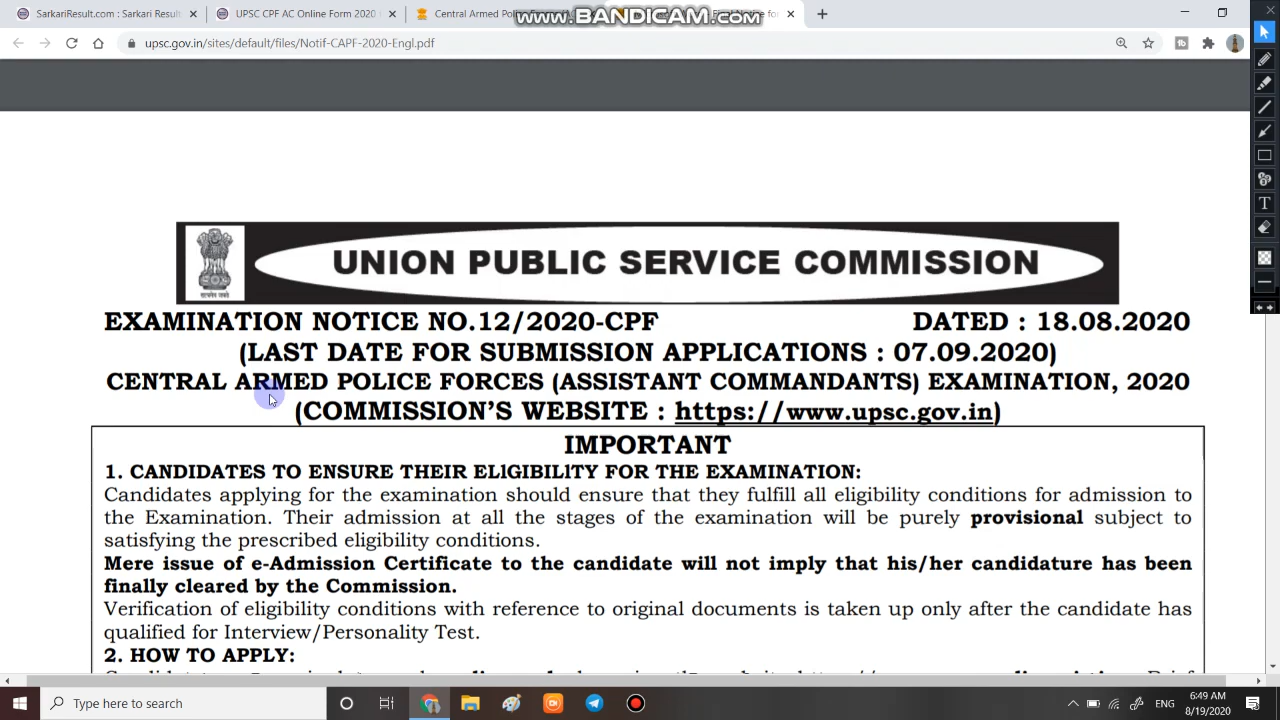 SarkariResult.com : Sarkari Result
UPSC CPF AC Online Form 2020
Central Armed Police
www.BANDICAM.com
upsc.gov.in/sites/default/files/Notif-CAPF-2020-Engl.pdf
सत्यमेव जयते
UNION PUBLIC SERVICE COMMISSION
EXAMINATION NOTICE NO.12/2020-CPF DATED : 18.08.2020
(LAST DATE FOR SUBMISSION APPLICATIONS : 07.09.2020)
CENTRAL ARMED POLICE FORCES (ASSISTANT COMMANDANTS) EXAMINATION, 2020
(COMMISSION'S WEBSITE : https://www.upsc.gov.in)
IMPORTANT
1. CANDIDATES TO ENSURE THEIR ELIGIBILITY FOR THE EXAMINATION:
Candidates applying for the examination should ensure that they fulfill all eligibility conditions for admission to
the Examination. Their admission at all the stages of the examination will be purely provisional subject to
satisfying the prescribed eligibility conditions.
Mere issue of e-Admission Certificate to the candidate will not imply that his/her candidature has been
finally cleared by the Commission.
Verification of eligibility conditions with reference to original documents is taken up only after the candidate has
qualified for Interview/Personality Test.
2. HOW TO APPLY:
Type here to search
ENG
6:49 AM
8/19/2020